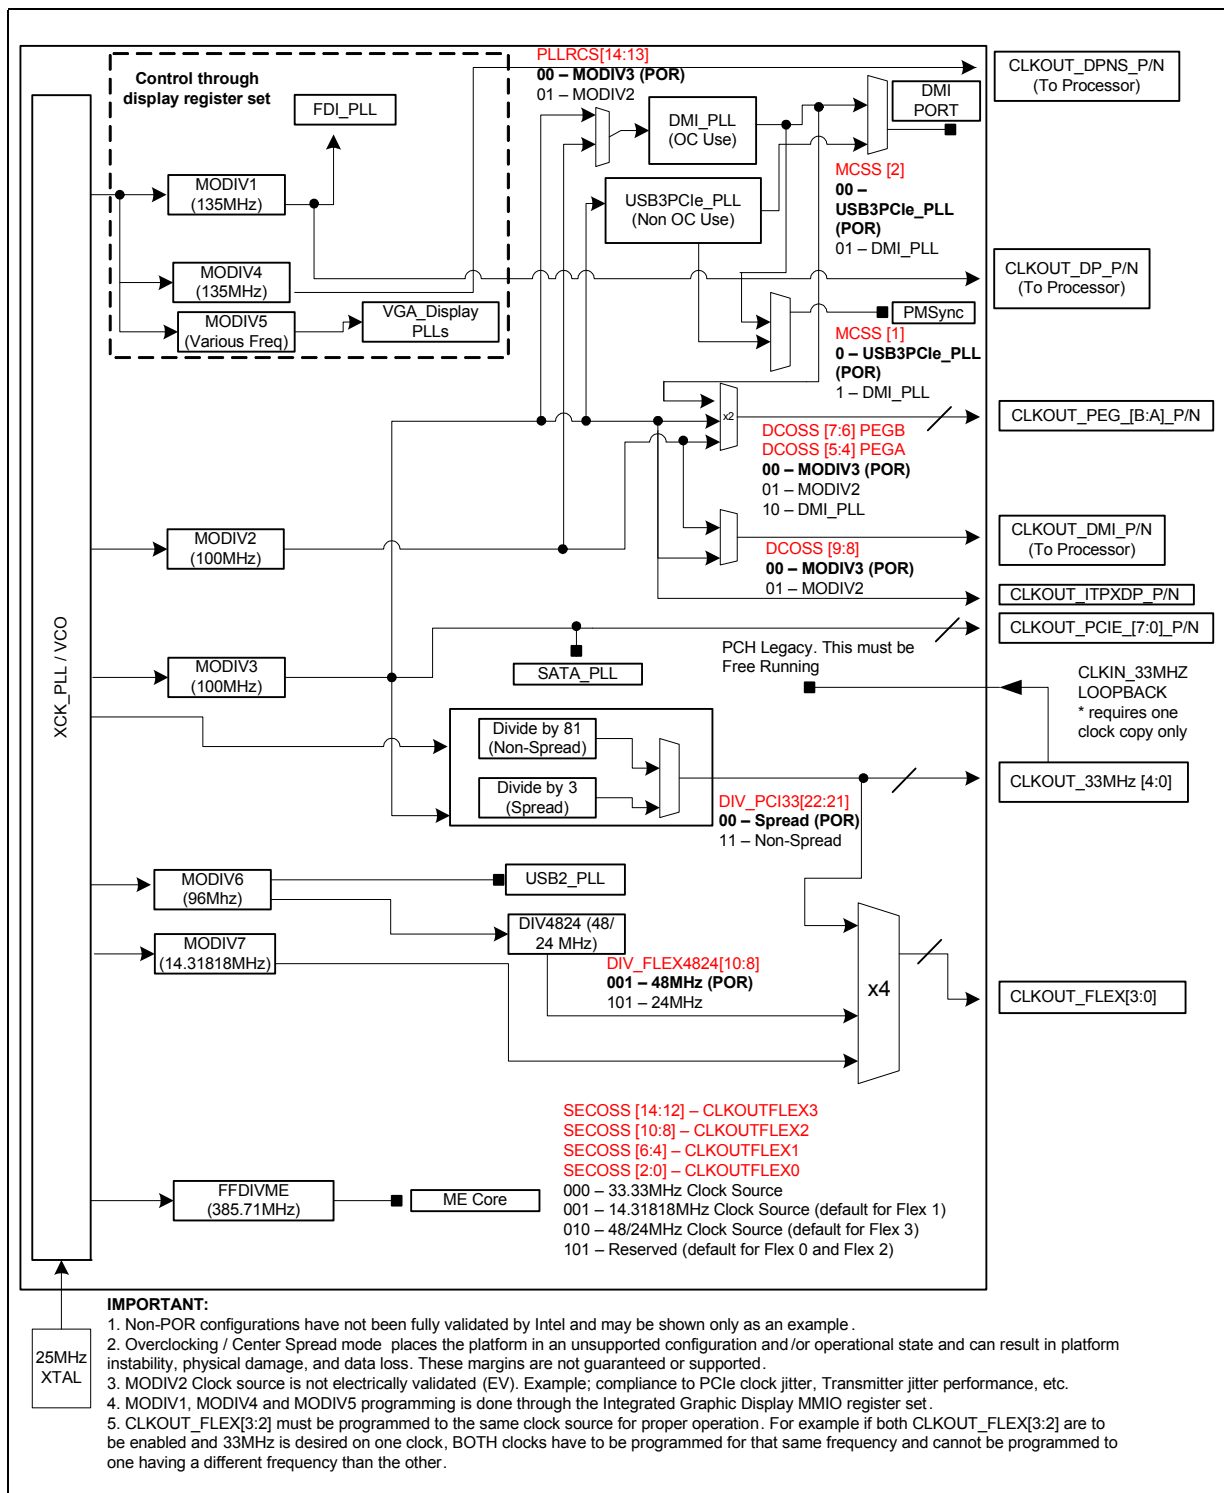 Control through
display register set
FDI_PLL
MODIV1
(135MHz)
MODIV4
(135MHz)
MODIV5
(Various Freq)
VGA_Display
PLLs
PLLRCS[14:13]
00 – MODIV3 (POR)
01 – MODIV2
DMI_PLL
(OC Use)
USB3PCIe_PLL
(Non OC Use)
DMI
PORT
MCSS [2]
00 –
USB3PCIe_PLL
(POR)
01 – DMI_PLL
PMSync
MCSS [1]
0 – USB3PCIe_PLL
(POR)
1 – DMI_PLL
x2
DCOSS [7:6] PEGB
DCOSS [5:4] PEGA
00 – MODIV3 (POR)
01 – MODIV2
10 – DMI_PLL
DCOSS [9:8]
00 – MODIV3 (POR)
01 – MODIV2
CLKOUT_DPNS_P/N
(To Processor)
CLKOUT_DP_P/N
(To Processor)
CLKOUT_PEG_[B:A]_P/N
CLKOUT_DMI_P/N
(To Processor)
CLKOUT_ITPXDP_P/N
CLKOUT_PCIE_[7:0]_P/N
XCK_PLL / VCO
MODIV2
(100MHz)
MODIV3
(100MHz)
SATA_PLL
PCH Legacy. This must be
Free Running
CLKIN_33MHZ
LOOPBACK
* requires one
clock copy only
Divide by 81
(Non-Spread)
Divide by 3
(Spread)
DIV_PCI33[22:21]
00 – Spread (POR)
11 – Non-Spread
CLKOUT_33MHz [4:0]
MODIV6
(96Mhz)
USB2_PLL
MODIV7
(14.31818MHz)
DIV4824 (48/
24 MHz)
DIV_FLEX4824[10:8]
001 – 48MHz (POR)
101 – 24MHz
x4
CLKOUT_FLEX[3:0]
SECOSS [14:12] – CLKOUTFLEX3
SECOSS [10:8] – CLKOUTFLEX2
SECOSS [6:4] – CLKOUTFLEX1
SECOSS [2:0] – CLKOUTFLEX0
000 – 33.33MHz Clock Source
001 – 14.31818MHz Clock Source (default for Flex 1)
010 – 48/24MHz Clock Source (default for Flex 3)
101 – Reserved (default for Flex 0 and Flex 2)
FFDIVME
(385.71MHz)
ME Core
25MHz
XTAL
IMPORTANT:
1. Non-POR configurations have not been fully validated by Intel and may be shown only as an example.
2. Overclocking / Center Spread mode places the platform in an unsupported configuration and/or operational state and can result in platform
instability, physical damage, and data loss. These margins are not guaranteed or supported.
3. MODIV2 Clock source is not electrically validated (EV). Example; compliance to PCIe clock jitter, Transmitter jitter performance, etc.
4. MODIV1, MODIV4 and MODIV5 programming is done through the Integrated Graphic Display MMIO register set.
5. CLKOUT_FLEX[3:2] must be programmed to the same clock source for proper operation. For example if both CLKOUT_FLEX[3:2] are to
be enabled and 33MHz is desired on one clock, BOTH clocks have to be programmed for that same frequency and cannot be programmed to
one having a different frequency than the other.